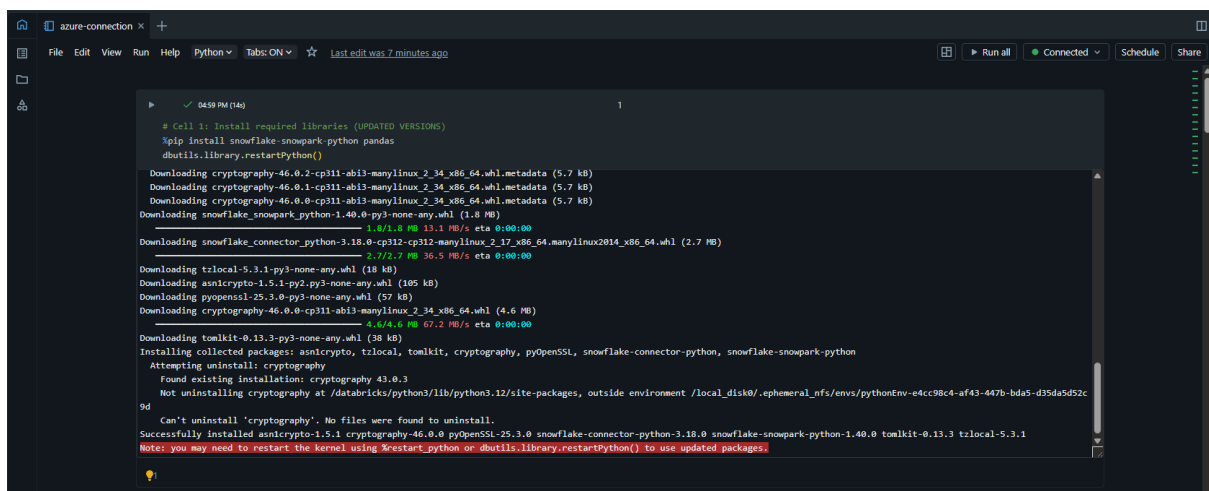 azure-connection × +
File Edit View Run Help Python Tabs: ON Last edit was 7 minutes ago Run all Connected Schedule Share
04:59 PM (14s) 1
# Cell 1: Install required libraries (UPDATED VERSIONS)
%pip install snowflake-snowpark-python pandas
dbutils.library.restartPython()
Downloading cryptography-46.0.2-cp311-abi3-manylinux_2_34_x86_64.whl.metadata (5.7 kB)
Downloading cryptography-46.0.1-cp311-abi3-manylinux_2_34_x86_64.whl.metadata (5.7 kB)
Downloading cryptography-46.0.0-cp311-abi3-manylinux_2_34_x86_64.whl.metadata (5.7 kB)
Downloading snowflake_snowpark_python-1.40.0-py3-none-any.whl (1.8 MB)
1.8/1.8 MB 13.1 MB/s eta 0:00:00
Downloading snowflake_connector_python-3.18.0-cp312-cp312-manylinux_2_17_x86_64.manylinux2014_x86_64.whl (2.7 MB)
2.7/2.7 MB 36.5 MB/s eta 0:00:00
Downloading tzlocal-5.3.1-py3-none-any.whl (18 kB)
Downloading asn1crypto-1.5.1-py2.py3-none-any.whl (105 kB)
Downloading pyopenssl-25.3.0-py3-none-any.whl (57 kB)
Downloading cryptography-46.0.0-cp311-abi3-manylinux_2_34_x86_64.whl (4.6 MB)
4.6/4.6 MB 67.2 MB/s eta 0:00:00
Downloading tomlkit-0.13.3-py3-none-any.whl (38 kB)
Installing collected packages: asn1crypto, tzlocal, tomlkit, cryptography, pyOpenSSL, snowflake-connector-python, snowflake-snowpark-python
Attempting uninstall: cryptography
Found existing installation: cryptography 43.0.3
Not uninstalling cryptography at /databricks/python3/lib/python3.12/site-packages, outside environment /local_disk0/.ephemeral_nfs/envs/pythonEnv-e4cc98c4-af43-447b-bda5-d35da5d52c
9d
Can't uninstall 'cryptography'. No files were found to uninstall.
Successfully installed asn1crypto-1.5.1 cryptography-46.0.0 pyOpenSSL-25.3.0 snowflake-connector-python-3.18.0 snowflake-snowpark-python-1.40.0 tomlkit-0.13.3 tzlocal-5.3.1
Note: you may need to restart the kernel using %restart_python or dbutils.library.restartPython() to use updated packages.
1